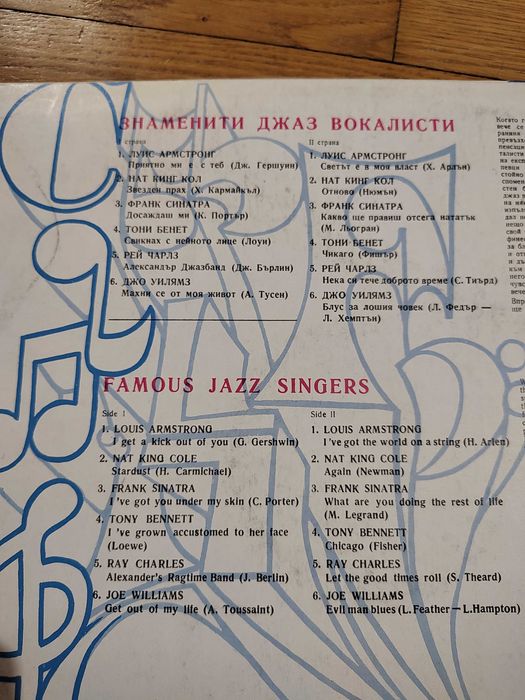 ЗНАМЕНИТИ ДЖАЗ ВОКАЛИСТИ
I страна
1. ЛУИС АРМСТРОНГ
Приятно ми е с теб (Дж. Гершуин)
2. НАТ КИНГ КОЛ
Звезден прах (Х. Кармайкъл)
3. ФРАНК СИНАТРА
Досаждаш ми (К. Портър)
4. ТОНИ БЕНЕТ
Свикнах с нейното лице (Лоуи)
5. РЕЙ ЧАРЛЗ
Александър Джазбанд (Дж. Бърлин)
6. ДЖО УИЛЯМЗ
Махни се от моя живот (А. Тусен)
II страна
1. ЛУИС АРМСТРОНГ
Светът е в моя власт (Х. Арлън)
2. НАТ КИНГ КОЛ
Отново (Нюмън)
3. ФРАНК СИНАТРА
Какво ще правиш отсега нататък
(М. Льогран)
4. ТОНИ БЕНЕТ
Чикаго (Фишър)
5. РЕЙ ЧАРЛЗ
Нека си тече доброто време (С. Тиърд)
6. ДЖО УИЛЯМЗ
Блус за лошия човек (Л. Федър —
Л. Хемптън)
FAMOUS JAZZ SINGERS
Side I
1. LOUIS ARMSTRONG
I get a kick out of you (G. Gershwin)
2. NAT KING COLE
Stardust (H. Carmichael)
3. FRANK SINATRA
I 've got you under my skin (C. Porter)
4. TONY BENNETT
I 've grown accustomed to her face
(Loewe)
5. RAY CHARLES
Alexander's Ragtime Band (J. Berlin)
6. JOE WILLIAMS
Get out of my life (A. Toussaint)
Side II
1. LOUIS ARMSTRONG
I 've got the world on a string (H. Arlen)
2. NAT KING COLE
Again (Newman)
3. FRANK SINATRA
What are you doing the rest of life
(M. Legrand)
4. TONY BENNETT
Chicago (Fisher)
5. RAY CHARLES
Let the good times roll (S. Theard)
6. JOE WILLIAMS
Evil man blues (L. Feather — L. Hampton)